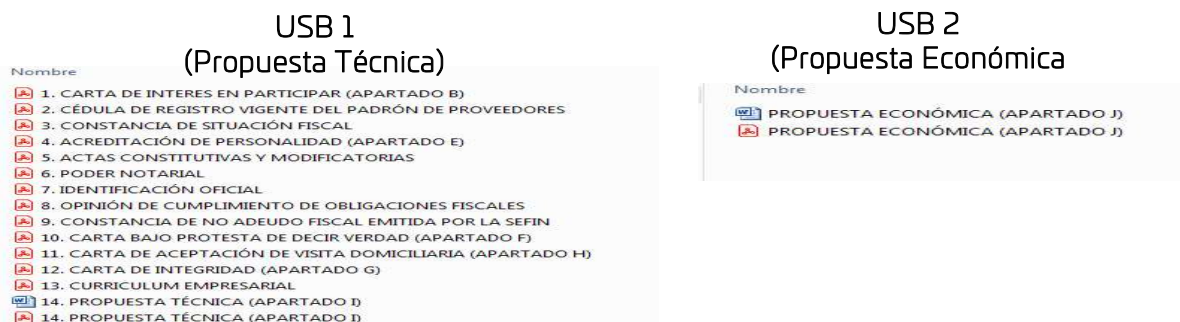 USB 1
(Propuesta Técnica)
Nombre
1. CARTA DE INTERES EN PARTICIPAR (APARTADO B)
2. CÉDULA DE REGISTRO VIGENTE DEL PADRÓN DE PROVEEDORES
3. CONSTANCIA DE SITUACIÓN FISCAL
4. ACREDITACIÓN DE PERSONALIDAD (APARTADO E)
5. ACTAS CONSTITUTIVAS Y MODIFICATORIAS
6. PODER NOTARIAL
7. IDENTIFICACIÓN OFICIAL
8. OPINIÓN DE CUMPLIMIENTO DE OBLIGACIONES FISCALES
9. CONSTANCIA DE NO ADEUDO FISCAL EMITIDA POR LA SEFIN
10. CARTA BAJO PROTESTA DE DECIR VERDAD (APARTADO F)
11. CARTA DE ACEPTACIÓN DE VISITA DOMICILIARIA (APARTADO H)
12. CARTA DE INTEGRIDAD (APARTADO G)
13. CURRICULUM EMPRESARIAL
14. PROPUESTA TÉCNICA (APARTADO I)
14. PROPUESTA TÉCNICA (APARTADO I)
USB 2
(Propuesta Económica
Nombre
PROPUESTA ECONÓMICA (APARTADO J)
PROPUESTA ECONÓMICA (APARTADO J)